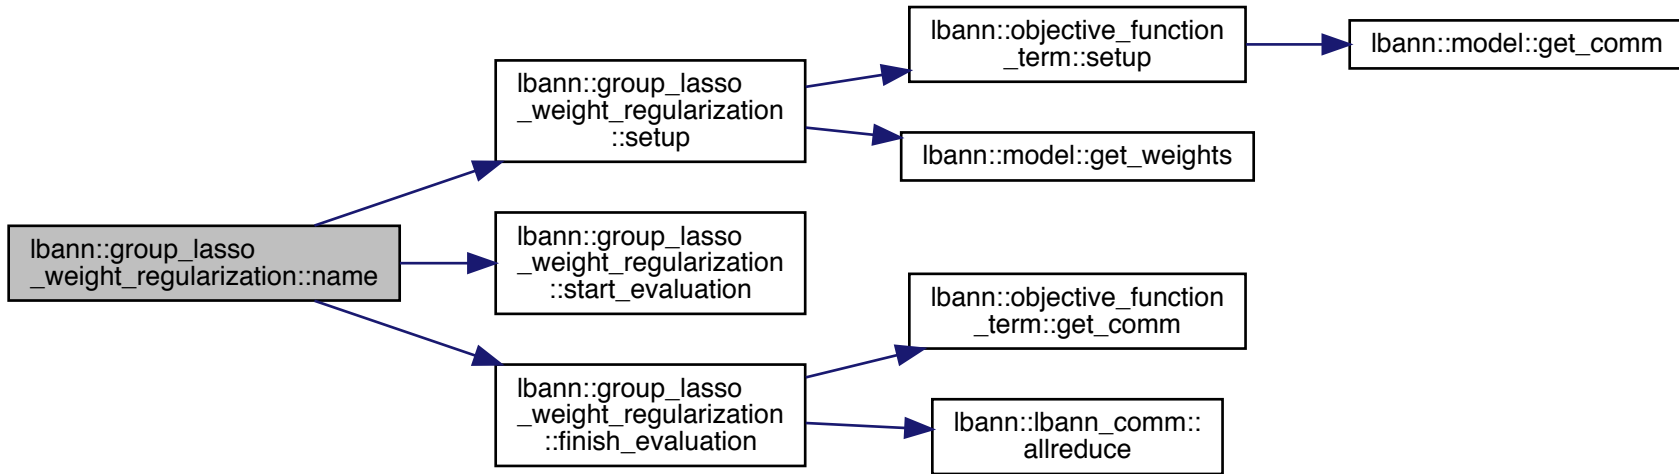 lbann::group_lasso
_weight_regularization::name
lbann::group_lasso
_weight_regularization
::setup
lbann::group_lasso
_weight_regularization
::start_evaluation
lbann::group_lasso
_weight_regularization
::finish_evaluation
lbann::objective_function
_term::setup
lbann::model::get_weights
lbann::objective_function
_term::get_comm
lbann::lbann_comm::
allreduce
lbann::model::get_comm